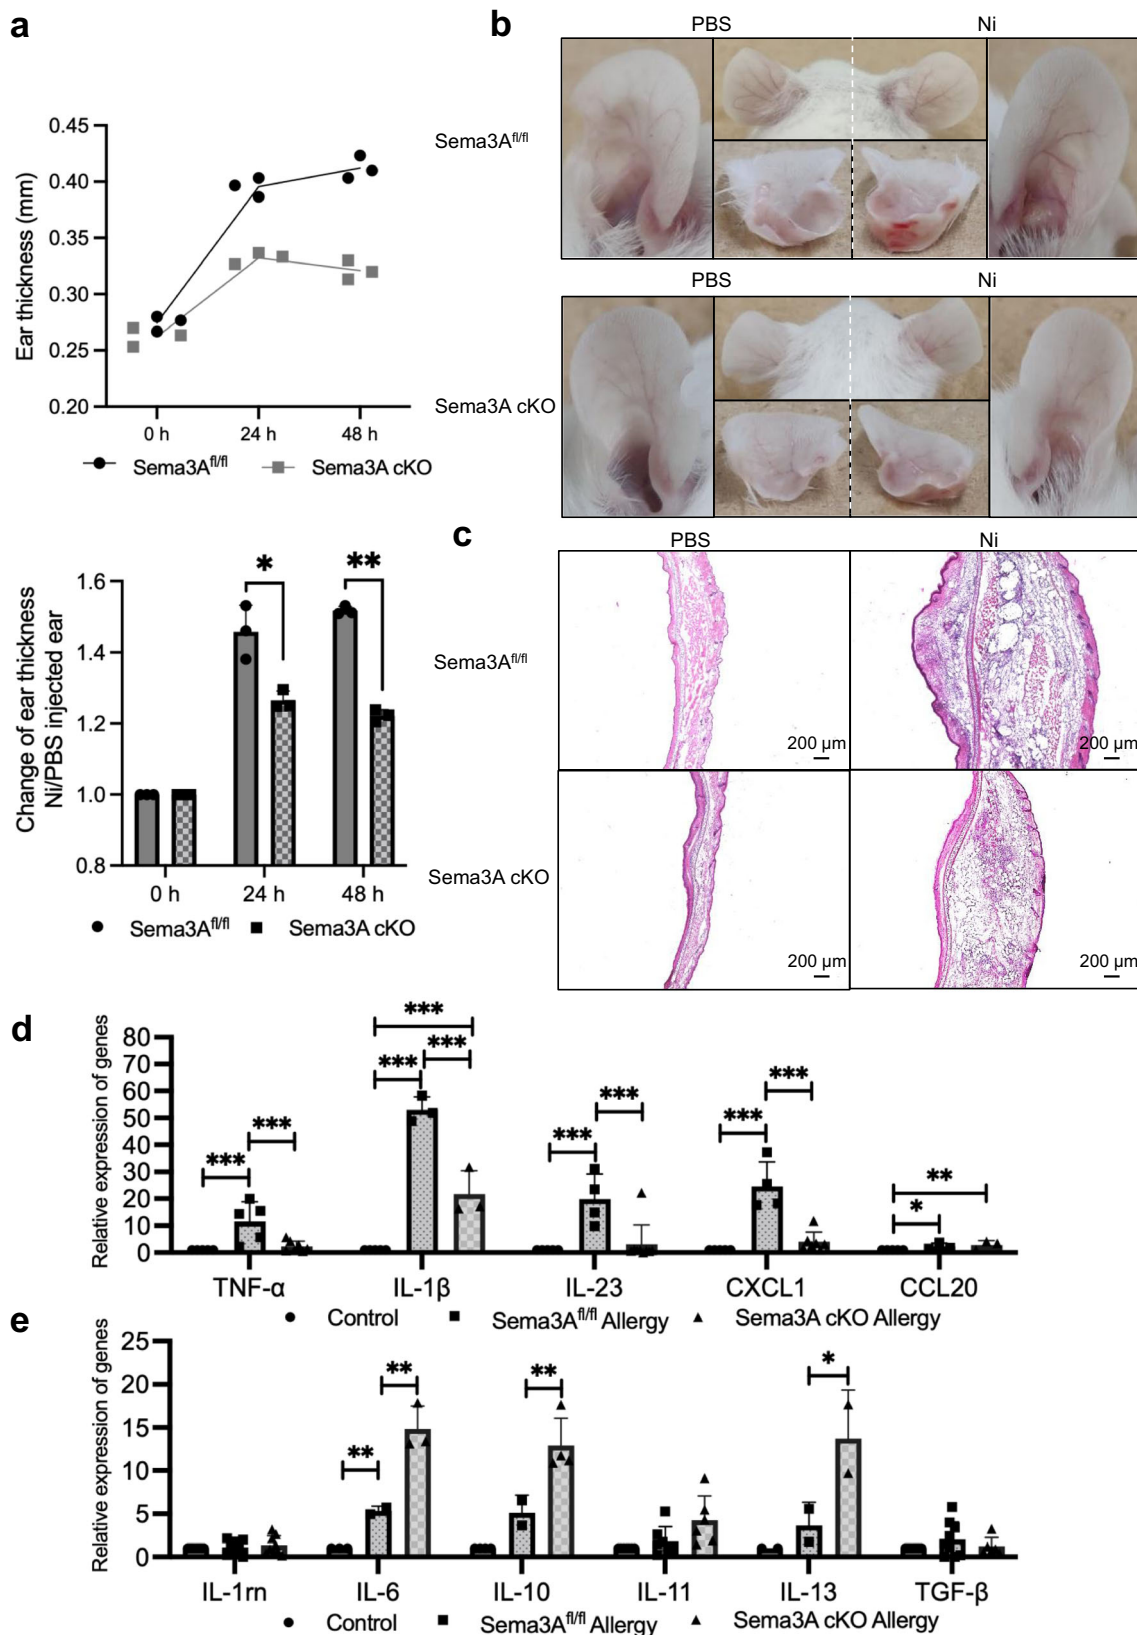 a
0.45
0.40
0.35
0.30
0.25
0.20
Ear thickness (mm)
0 h 24 h 48 h
Sema3A^fl/fl Sema3A cKO
1.6
1.4
1.2
1.0
0.8
Change of ear thickness
Ni/PBS injected ear
* **
0 h 24 h 48 h
Sema3A^fl/fl Sema3A cKO
b
PBS Ni
Sema3A^fl/fl
PBS Ni
Sema3A cKO
c
PBS Ni
Sema3A^fl/fl
200 µm 200 µm
Sema3A cKO
200 µm 200 µm
d
Relative expression of genes
80
70
60
50
40
30
20
10
0
*** *** *** *** *** *** *** *** *** * **
TNF-α IL-1β IL-23 CXCL1 CCL20
Control Sema3A^fl/fl Allergy Sema3A cKO Allergy
e
Relative expression of genes
25
20
15
10
5
0
** ** ** *
IL-1rn IL-6 IL-10 IL-11 IL-13 TGF-β
Control Sema3A^fl/fl Allergy Sema3A cKO Allergy